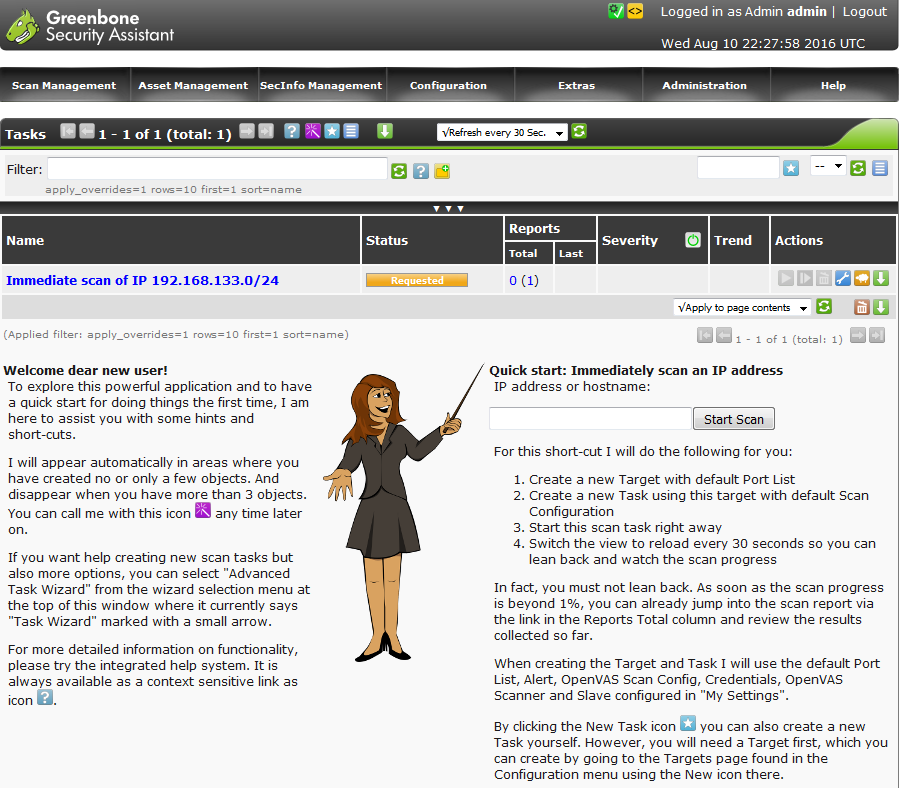 Greenbone
Security Assistant
Logged in as Admin admin | Logout
Wed Aug 10 22:27:58 2016 UTC
Scan Management Asset Management SecInfo Management Configuration Extras Administration Help
Tasks 1 - 1 of 1 (total: 1) ? √Refresh every 30 Sec.
Filter: ? --
apply_overrides=1 rows=10 first=1 sort=name
Name Status Reports Severity Trend Actions
Total Last
Immediate scan of IP 192.168.133.0/24 Requested 0 (1)
√Apply to page contents
(Applied filter: apply_overrides=1 rows=10 first=1 sort=name) 1 - 1 of 1 (total: 1)
Welcome dear new user!
To explore this powerful application and to have
a quick start for doing things the first time, I am
here to assist you with some hints and
short-cuts.
I will appear automatically in areas where you
have created no or only a few objects. And
disappear when you have more than 3 objects.
You can call me with this icon any time later
on.
If you want help creating new scan tasks but
also more options, you can select "Advanced
Task Wizard" from the wizard selection menu at
the top of this window where it currently says
"Task Wizard" marked with a small arrow.
For more detailed information on functionality,
please try the integrated help system. It is
always available as a context sensitive link as
icon ?.
Quick start: Immediately scan an IP address
IP address or hostname:
Start Scan
For this short-cut I will do the following for you:
1. Create a new Target with default Port List
2. Create a new Task using this target with default Scan
Configuration
3. Start this scan task right away
4. Switch the view to reload every 30 seconds so you can
lean back and watch the scan progress
In fact, you must not lean back. As soon as the scan progress
is beyond 1%, you can already jump into the scan report via
the link in the Reports Total column and review the results
collected so far.
When creating the Target and Task I will use the default Port
List, Alert, OpenVAS Scan Config, Credentials, OpenVAS
Scanner and Slave configured in "My Settings".
By clicking the New Task icon you can also create a new
Task yourself. However, you will need a Target first, which you
can create by going to the Targets page found in the
Configuration menu using the New icon there.